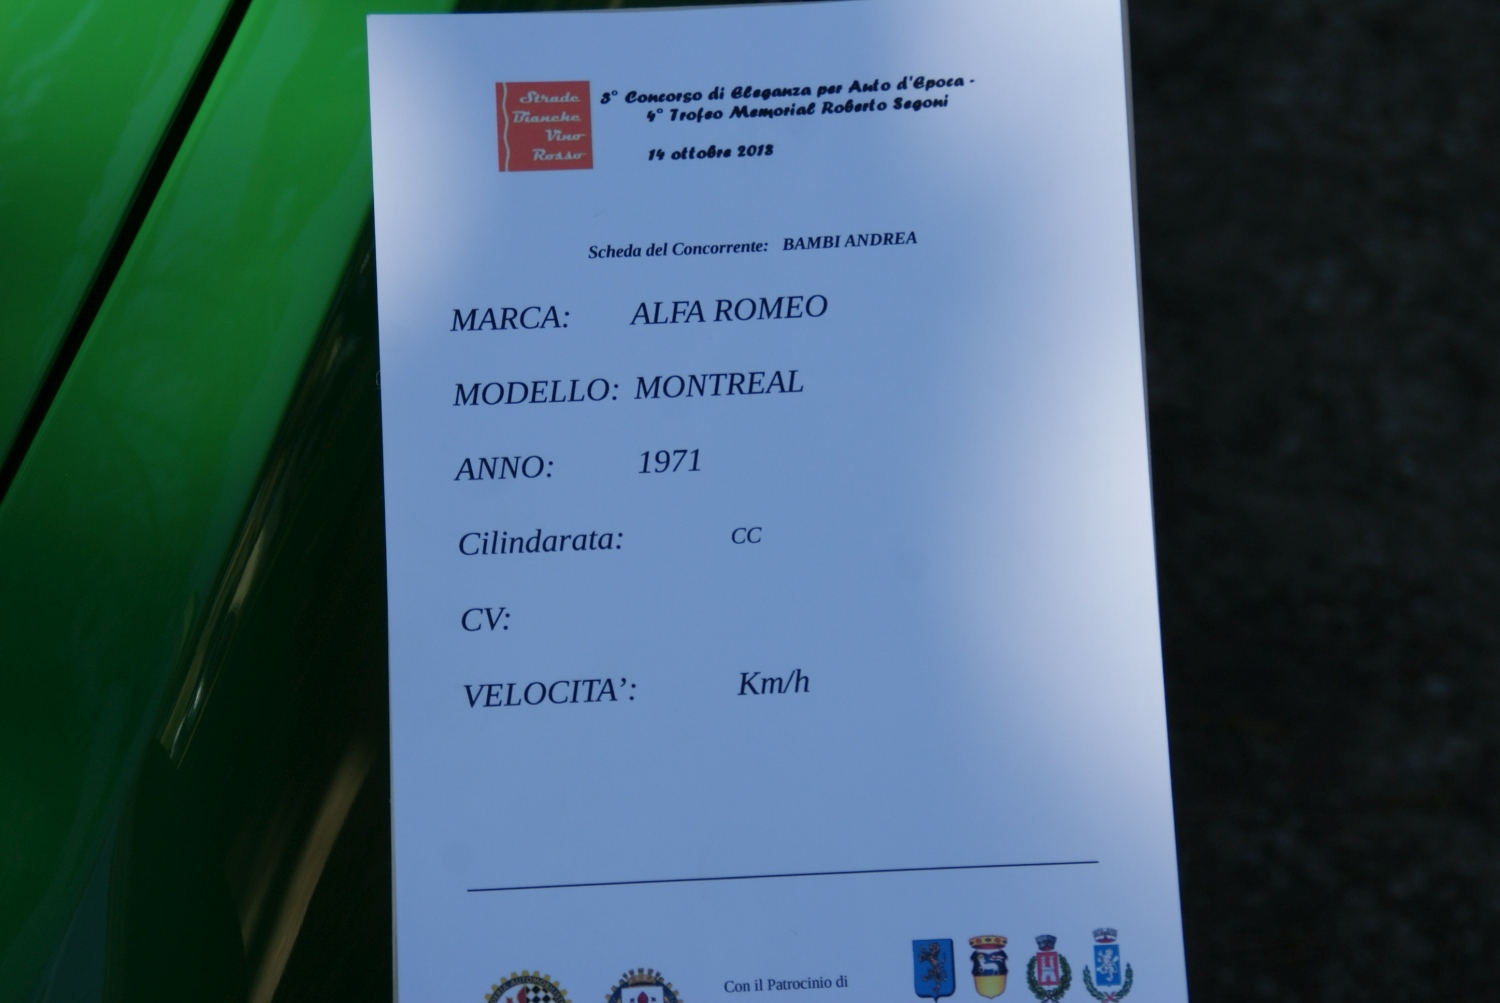 Strade
Bianche
Vino
Rosso
3° Concorso di Eleganza per Auto d'Epoca -
4° Trofeo Memorial Roberto Segoni
14 ottobre 2018
Scheda del Concorrente: BAMBI ANDREA
MARCA: ALFA ROMEO
MODELLO: MONTREAL
ANNO: 1971
Cilindarata: CC
CV:
VELOCITA’: Km/h
Con il Patrocinio di